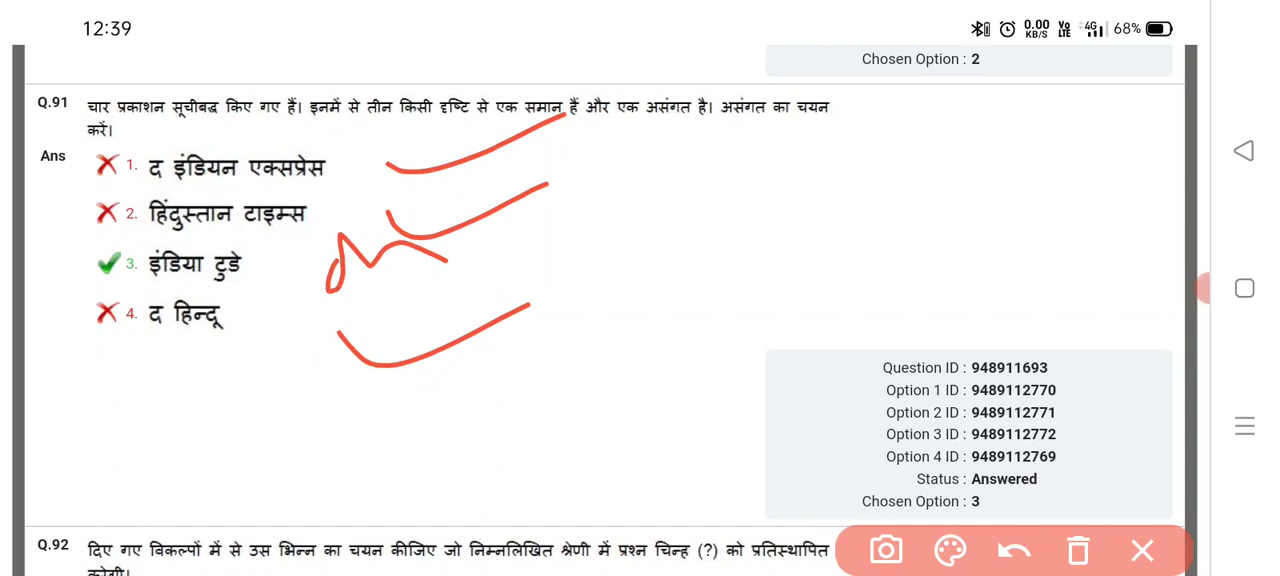 12:39
0.00 KB/S Vo LTE 4G 68%
Chosen Option : 2
Q.91 चार प्रकाशन सूचीबद्ध किए गए हैं। इनमें से तीन किसी दृष्टि से एक समान हैं और एक असंगत है। असंगत का चयन
करें।
Ans 1. द इंडियन एक्सप्रेस
2. हिंदुस्तान टाइम्स
3. इंडिया टुडे
4. द हिन्दू
Question ID : 948911693
Option 1 ID : 9489112770
Option 2 ID : 9489112771
Option 3 ID : 9489112772
Option 4 ID : 9489112769
Status : Answered
Chosen Option : 3
Q.92 दिए गए विकल्पों में से उस भिन्न का चयन कीजिए जो निम्नलिखित श्रेणी में प्रश्न चिन्ह (?) को प्रतिस्थापित